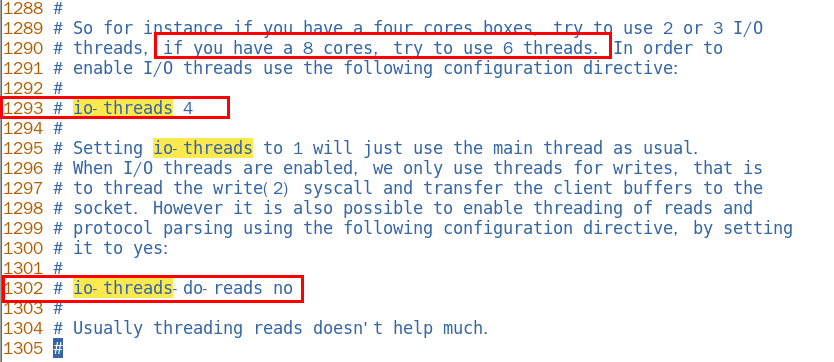 1288 #
1289 # So for instance if you have a four cores boxes, try to use 2 or 3 I/O
1290 # threads, if you have a 8 cores, try to use 6 threads. In order to
1291 # enable I/O threads use the following configuration directive:
1292 #
1293 # io-threads 4
1294 #
1295 # Setting io-threads to 1 will just use the main thread as usual.
1296 # When I/O threads are enabled, we only use threads for writes, that is
1297 # to thread the write(2) syscall and transfer the client buffers to the
1298 # socket. However it is also possible to enable threading of reads and
1299 # protocol parsing using the following configuration directive, by setting
1300 # it to yes:
1301 #
1302 # io-threads-do-reads no
1303 #
1304 # Usually threading reads doesn't help much.
1305 #